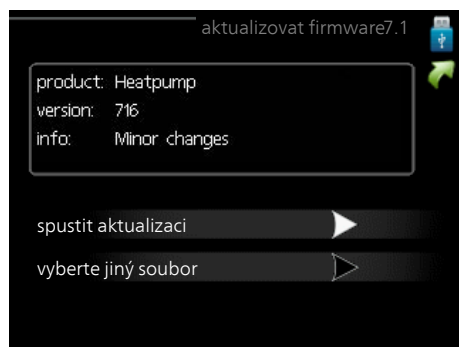 aktualizovat firmware7.1
product: Heatpump
version: 716
info: Minor changes
spustit aktualizaci
vyberte jiný soubor